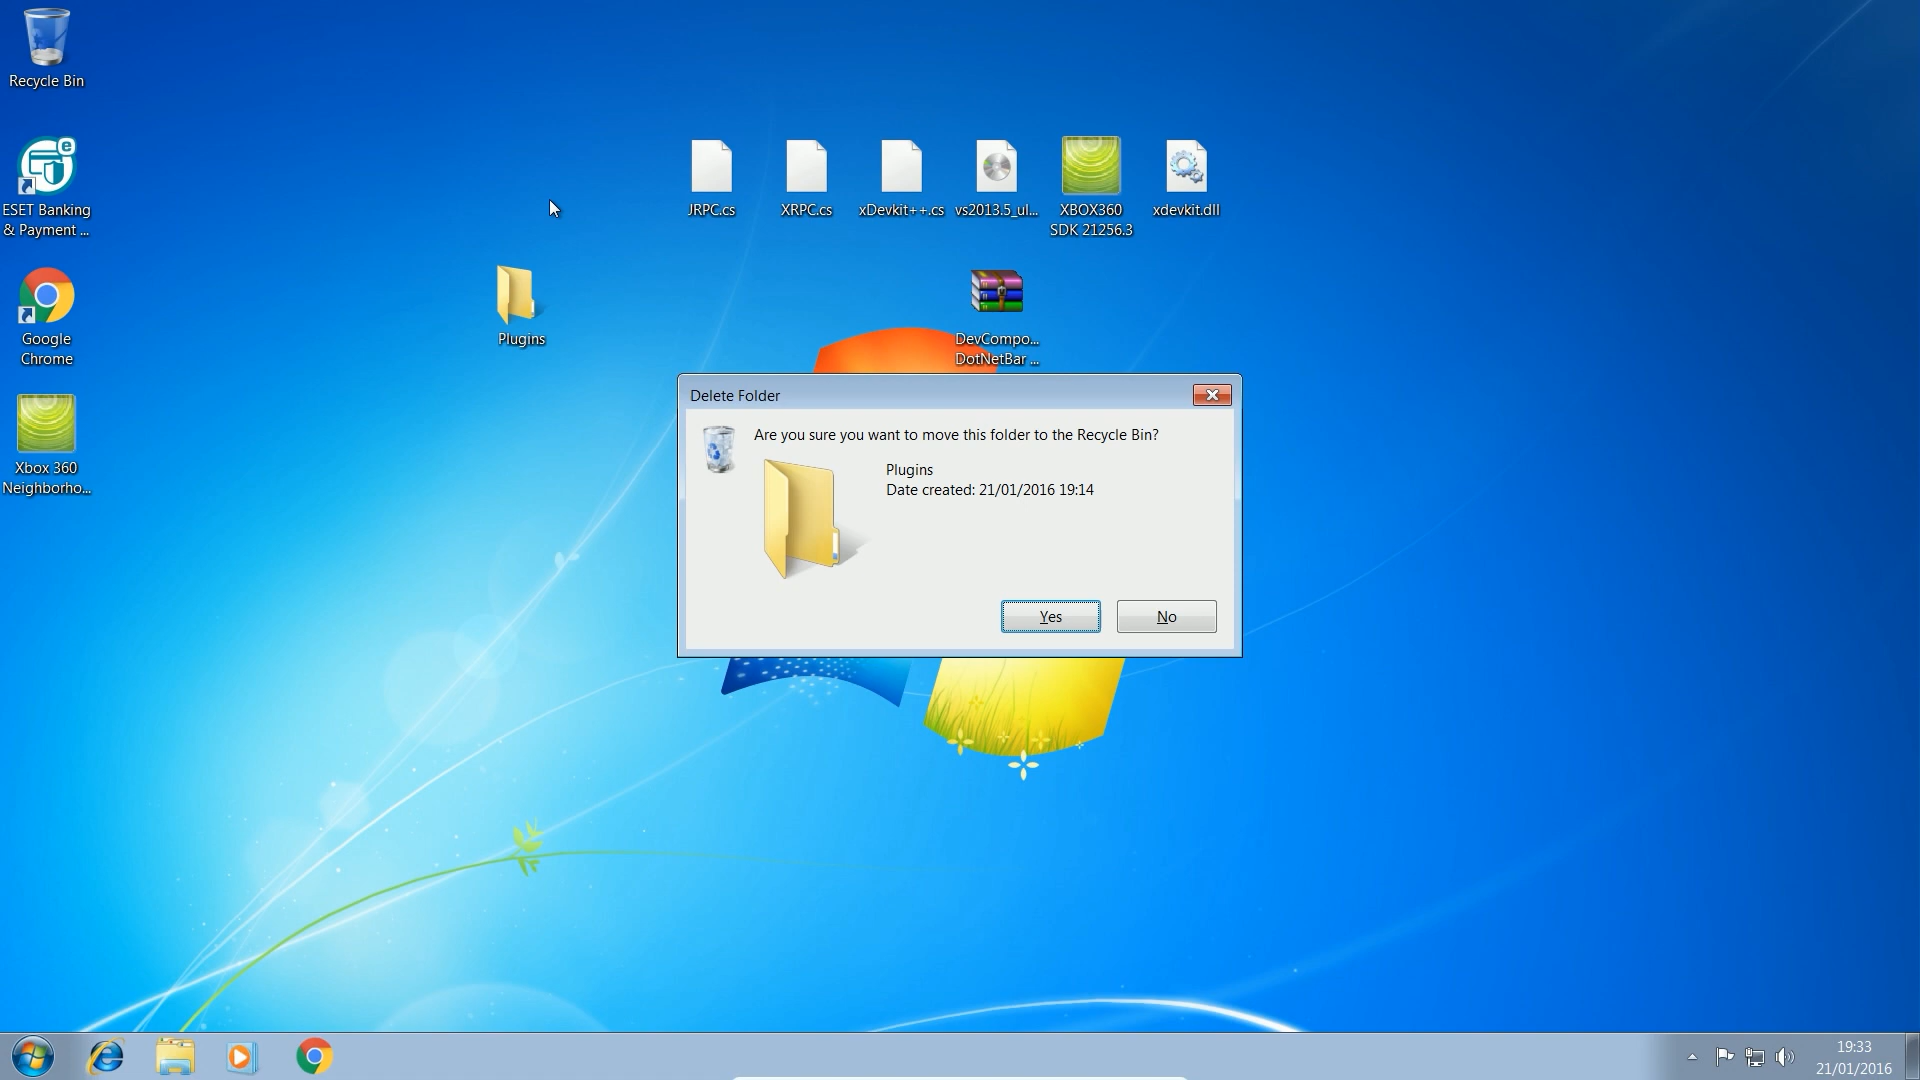 Recycle Bin
ESET Banking
& Payment ...
Google
Chrome
Xbox 360
Neighborho...
JRPC.cs
XRPC.cs
xDevkit++.cs
vs2013.5_ul...
XBOX360
SDK 21256.3
xdevkit.dll
Plugins
DevCompo...
DotNetBar ...
Delete Folder
Are you sure you want to move this folder to the Recycle Bin?
Plugins
Date created: 21/01/2016 19:14
Yes
No
19:33
21/01/2016